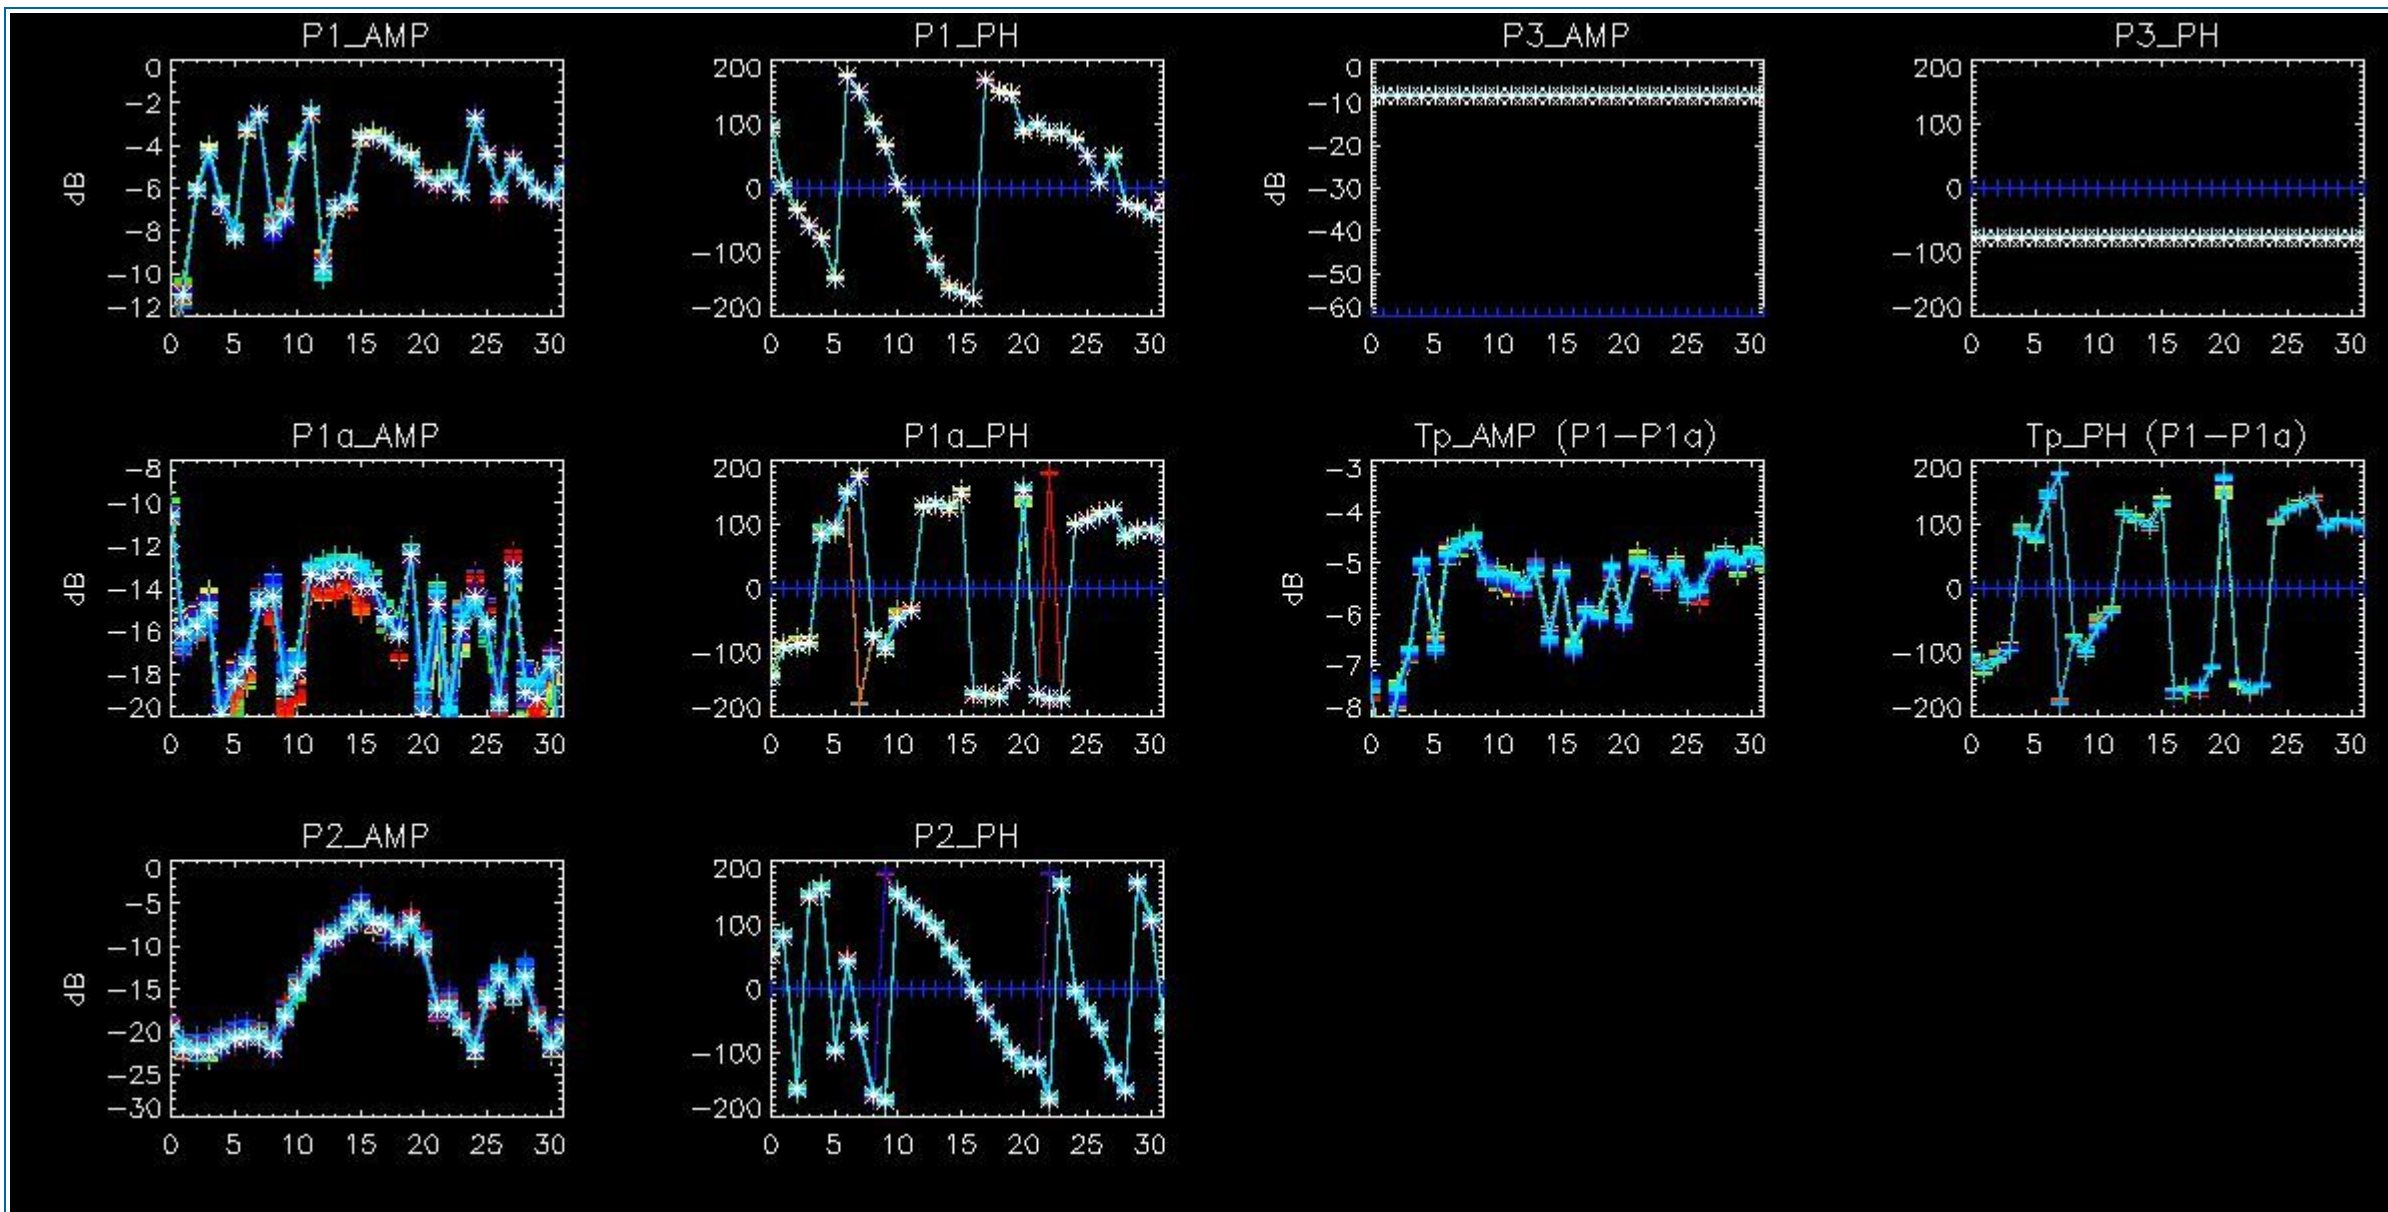 P1_AMP
0
−2
−4
−6
−8
−10
−12
dB
0 5 10 15 20 25 30
P1_PH
200
100
0
−100
−200
0 5 10 15 20 25 30
P3_AMP
0
−10
−20
−30
−40
−50
−60
dB
0 5 10 15 20 25 30
P3_PH
200
100
0
−100
−200
0 5 10 15 20 25 30
P1a_AMP
−8
−10
−12
−14
−16
−18
−20
dB
0 5 10 15 20 25 30
P1a_PH
200
100
0
−100
−200
0 5 10 15 20 25 30
Tp_AMP (P1−P1a)
−3
−4
−5
−6
−7
−8
dB
0 5 10 15 20 25 30
Tp_PH (P1−P1a)
200
100
0
−100
−200
0 5 10 15 20 25 30
P2_AMP
0
−5
−10
−15
−20
−25
−30
dB
0 5 10 15 20 25 30
P2_PH
200
100
0
−100
−200
0 5 10 15 20 25 30